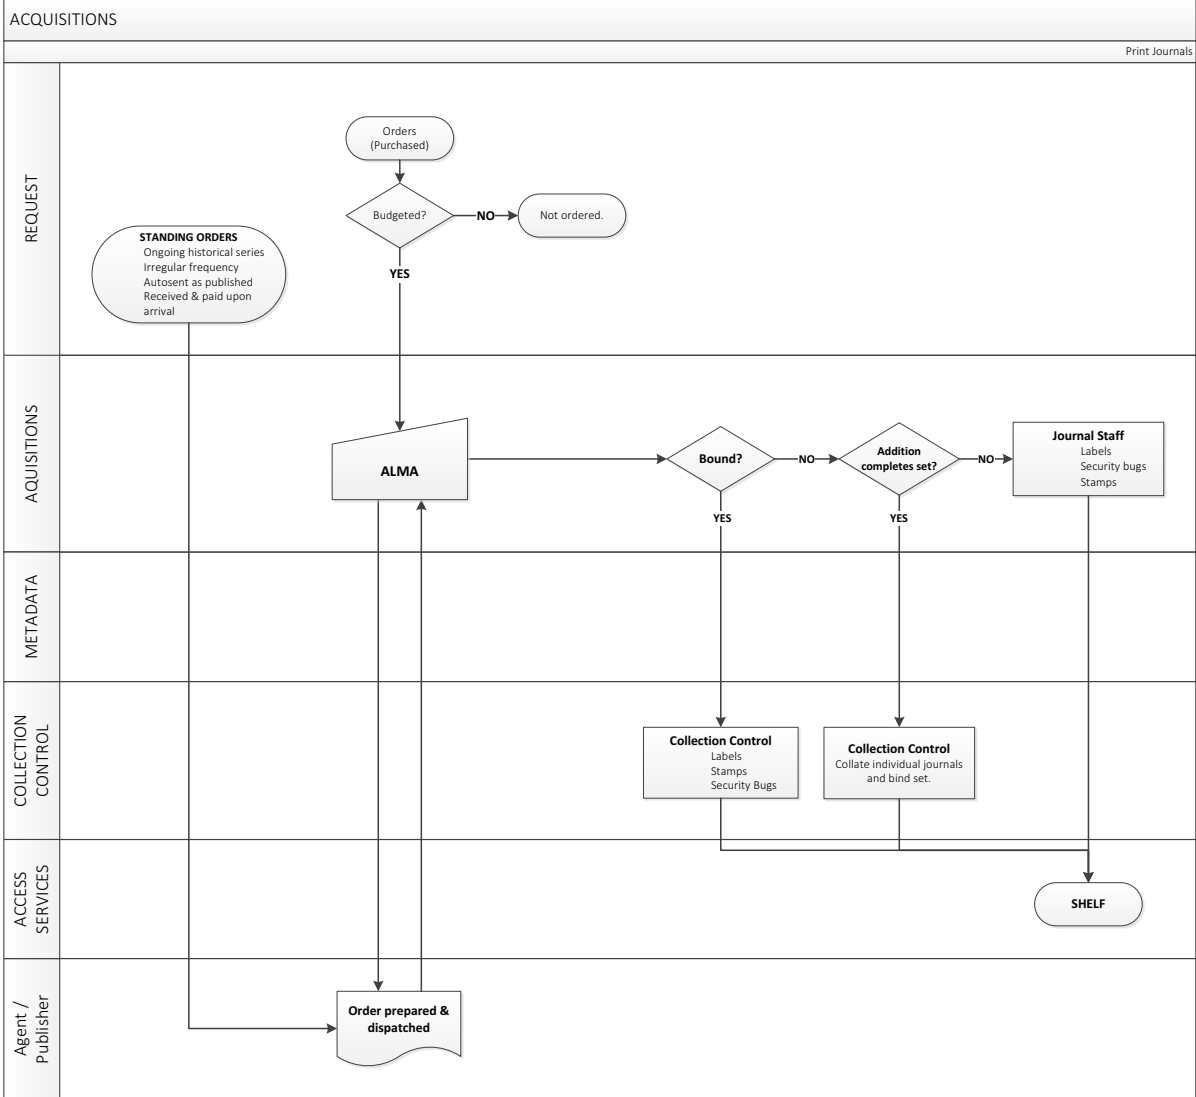 ACQUISITIONS
Print Journals
REQUEST
Orders
(Purchased)
Budgeted?
NO
Not ordered.
YES
STANDING ORDERS
Ongoing historical series
Irregular frequency
Autosent as published
Received & paid upon
arrival
AQUISITIONS
ALMA
Bound?
NO
Addition
completes set?
NO
Journal Staff
Labels
Security bugs
Stamps
YES
YES
METADATA
COLLECTION
CONTROL
Collection Control
Labels
Stamps
Security Bugs
Collection Control
Collate individual journals
and bind set.
ACCESS
SERVICES
SHELF
Agent /
Publisher
Order prepared &
dispatched